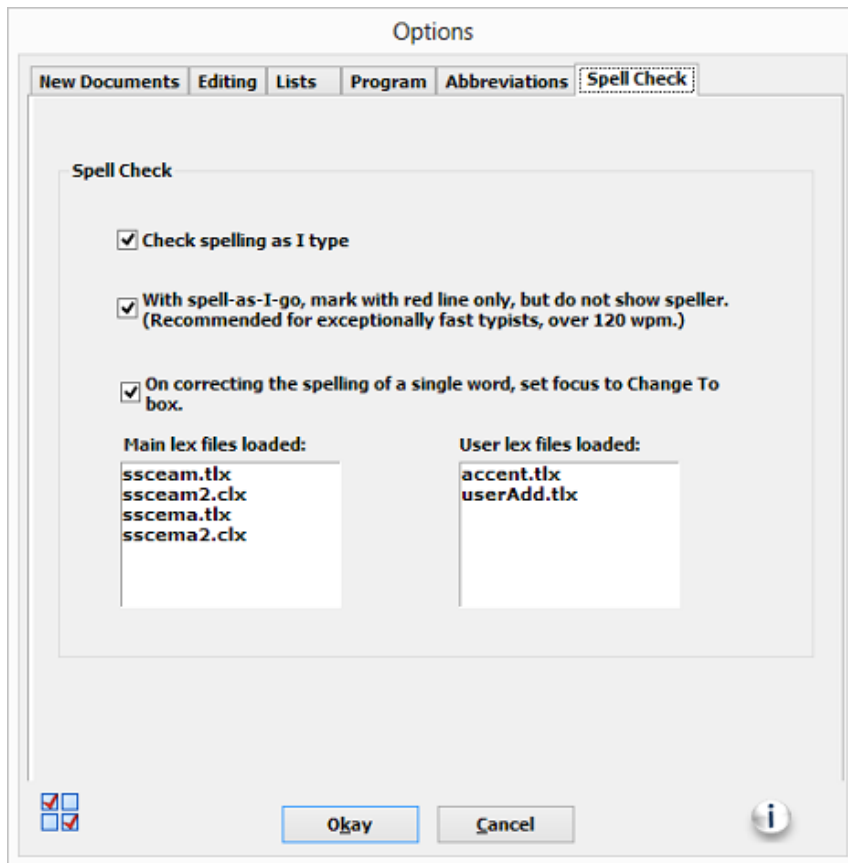 Options
New Documents Editing Lists Program Abbreviations Spell Check
Spell Check
Check spelling as I type
With spell-as-I-go, mark with red line only, but do not show speller.
(Recommended for exceptionally fast typists, over 120 wpm.)
On correcting the spelling of a single word, set focus to Change To
box.
Main lex files loaded: User lex files loaded:
ssceam.tlx accent.tlx
ssceam2.clx userAdd.tlx
sscema.tlx
sscema2.clx
Okay Cancel i